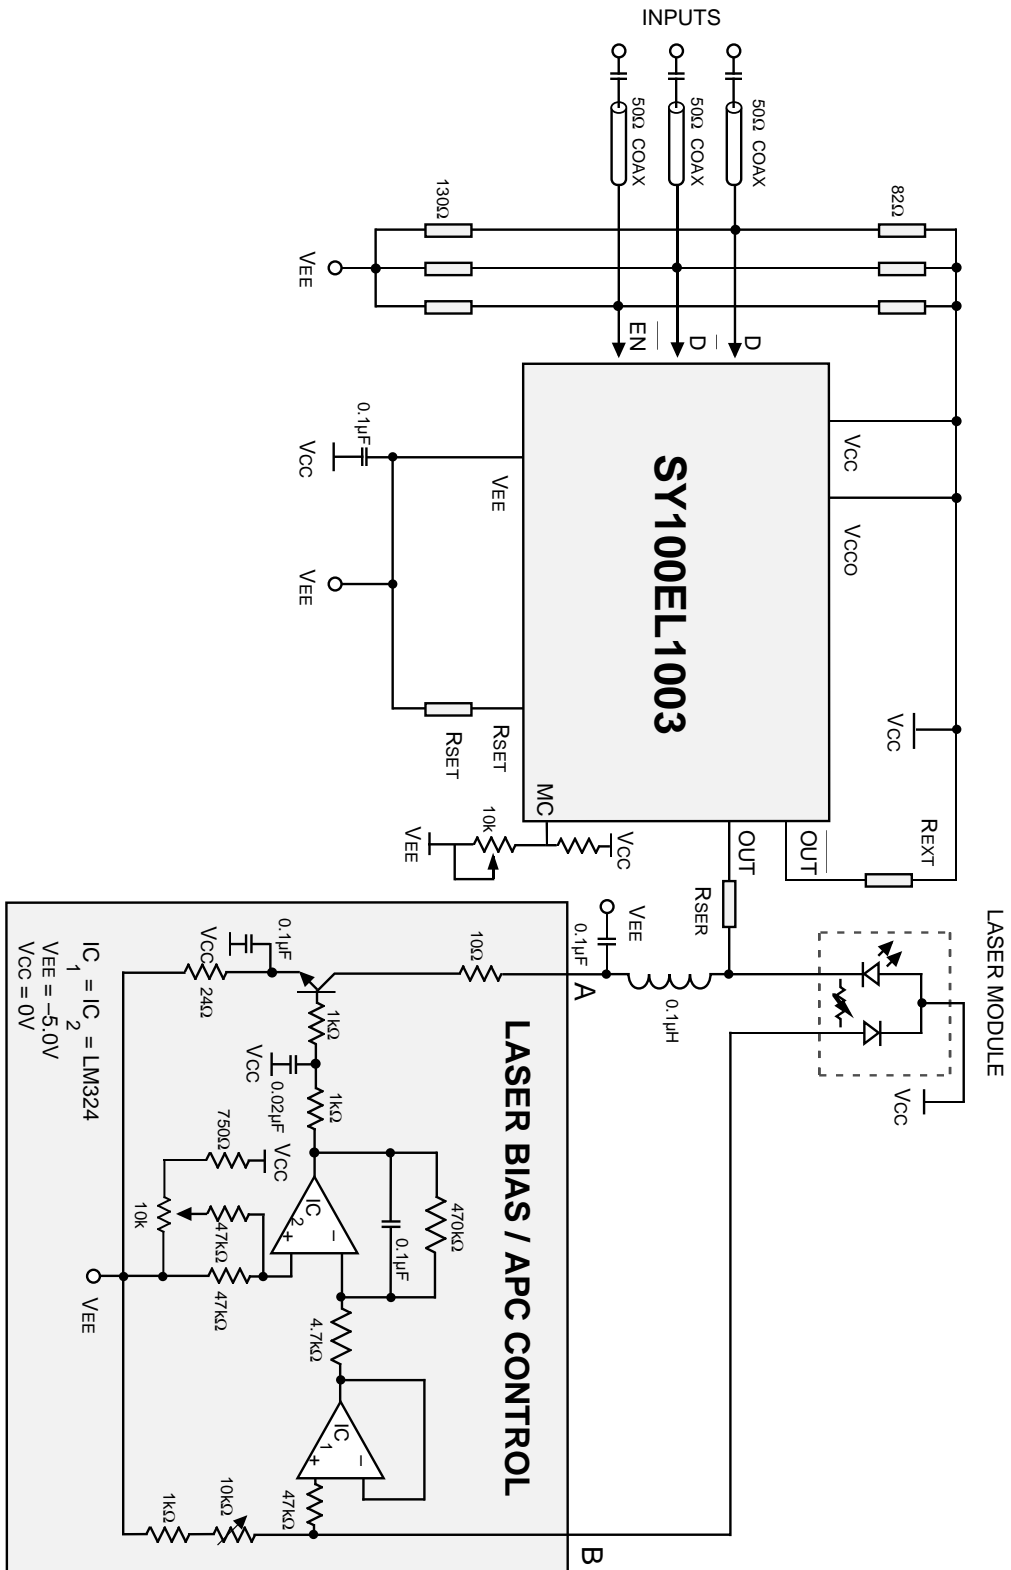 INPUTS
50Ω COAX
50Ω COAX
50Ω COAX
130Ω
82Ω
VEE
EN
D
D
VCC
VCCO
0.1µF
VCC
VEE
SY100EL1003
VEE
RSET
RSET
VCC
MC
OUT
OUT
REXT
10k
VEE
VCC
RSER
LASER MODULE
VEE
0.1µF
0.1µH
VCC
A
LASER BIAS / APC CONTROL
10Ω
0.1µF
VCC
24Ω
1kΩ
VCC
0.02µF
1kΩ
IC1 = IC2 = LM324
VEE = –5.0V
VCC = 0V
750Ω
VCC
IC2
+
–
0.1µF
470kΩ
10k
47kΩ
47kΩ
VEE
4.7kΩ
IC1
+
–
47kΩ
10kΩ
1kΩ
B